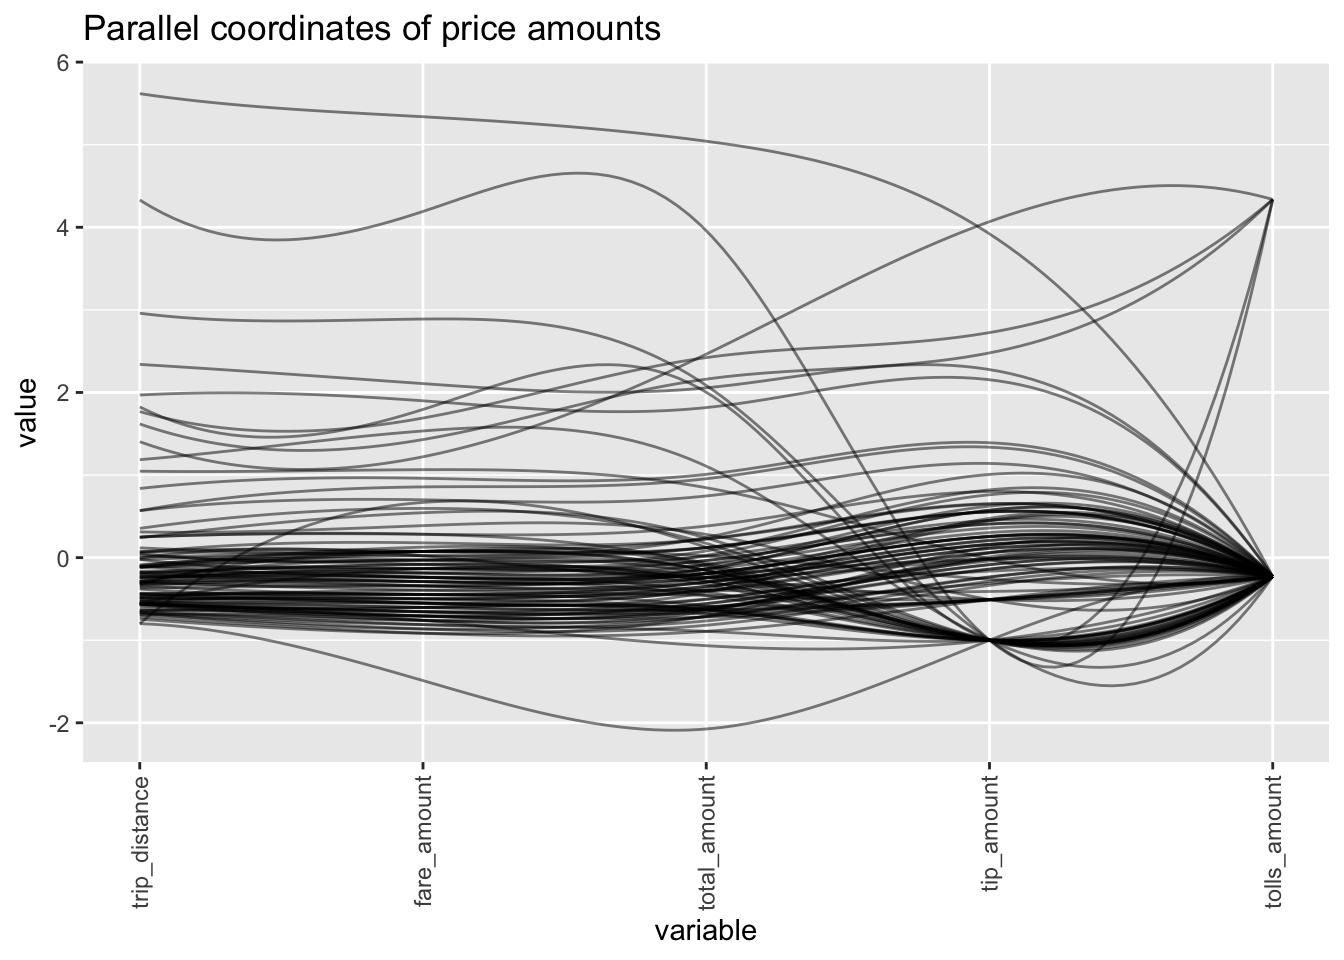 Parallel coordinates of price amounts
6
4
2
0
-2
value
trip_distance
fare_amount
total_amount
tip_amount
tolls_amount
variable